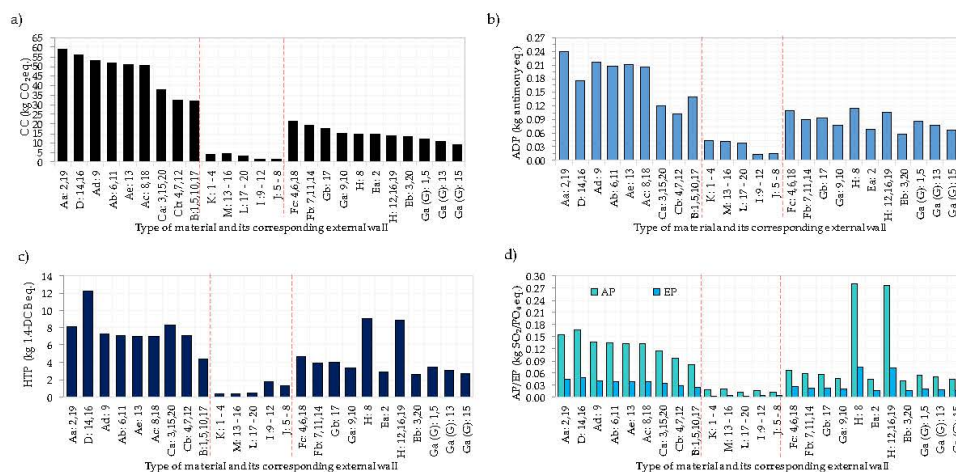 a)
CC (kg CO2 eq.)
65
60
55
50
45
40
35
30
25
20
15
10
5
0
Aa: 2,19
D: 14,16
Ad: 9
Ab: 6,11
Ae: 13
Ac: 8,18
Ca: 3,15,20
Cb: 4,7,12
B:1,5,10,17
K: 1 - 4
M: 13 - 16
L: 17 - 20
I :9 - 12
J: 5 - 8
Fc: 4,6,18
Fb: 7,11,14
Gb: 17
Ga: 9,10
H: 8
Ea: 2
H: 12,16,19
Eb: 3,20
Ga (G): 1,5
Ga (G): 13
Ga (G): 15
Type of material and its corresponding external wall
b)
ADP (kg antimony eq.)
0.27
0.24
0.21
0.18
0.15
0.12
0.09
0.06
0.03
0.00
Aa: 2,19
D: 14,16
Ad: 9
Ab: 6,11
Ae: 13
Ac: 8,18
Ca: 3,15,20
Cb: 4,7,12
B:1,5,10,17
K: 1 - 4
M: 13 - 16
L: 17 - 20
I :9 - 12
J: 5 - 8
Fc: 4,6,18
Fb: 7,11,14
Gb: 17
Ga: 9,10
H: 8
Ea: 2
H: 12,16,19
Eb: 3,20
Ga (G): 1,5
Ga (G): 13
Ga (G): 15
Type of material and its corresponding external wall
c)
HTP (kg 1.4-DCB eq.)
14
12
10
8
6
4
2
0
Aa: 2,19
D: 14,16
Ad: 9
Ab: 6,11
Ae: 13
Ac: 8,18
Ca: 3,15,20
Cb: 4,7,12
B:1,5,10,17
K: 1 - 4
M: 13 - 16
L: 17 - 20
I :9 - 12
J: 5 - 8
Fc: 4,6,18
Fb: 7,11,14
Gb: 17
Ga: 9,10
H: 8
Ea: 2
H: 12,16,19
Eb: 3,20
Ga (G): 1,5
Ga (G): 13
Ga (G): 15
Type of material and its corresponding external wall
d)
AP/EP (kg SO2/PO4 eq.)
0.30
0.27
0.24
0.21
0.18
0.15
0.12
0.09
0.06
0.03
0.00
AP
EP
Aa: 2,19
D: 14,16
Ad: 9
Ab: 6,11
Ae: 13
Ac: 8,18
Ca: 3,15,20
Cb: 4,7,12
B:1,5,10,17
K: 1 - 4
M: 13 - 16
L: 17 - 20
I :9 - 12
J: 5 - 8
Fc: 4,6,18
Fb: 7,11,14
Gb: 17
Ga: 9,10
H: 8
Ea: 2
H: 12,16,19
Eb: 3,20
Ga (G): 1,5
Ga (G): 13
Ga (G): 15
Type of material and its corresponding external wall